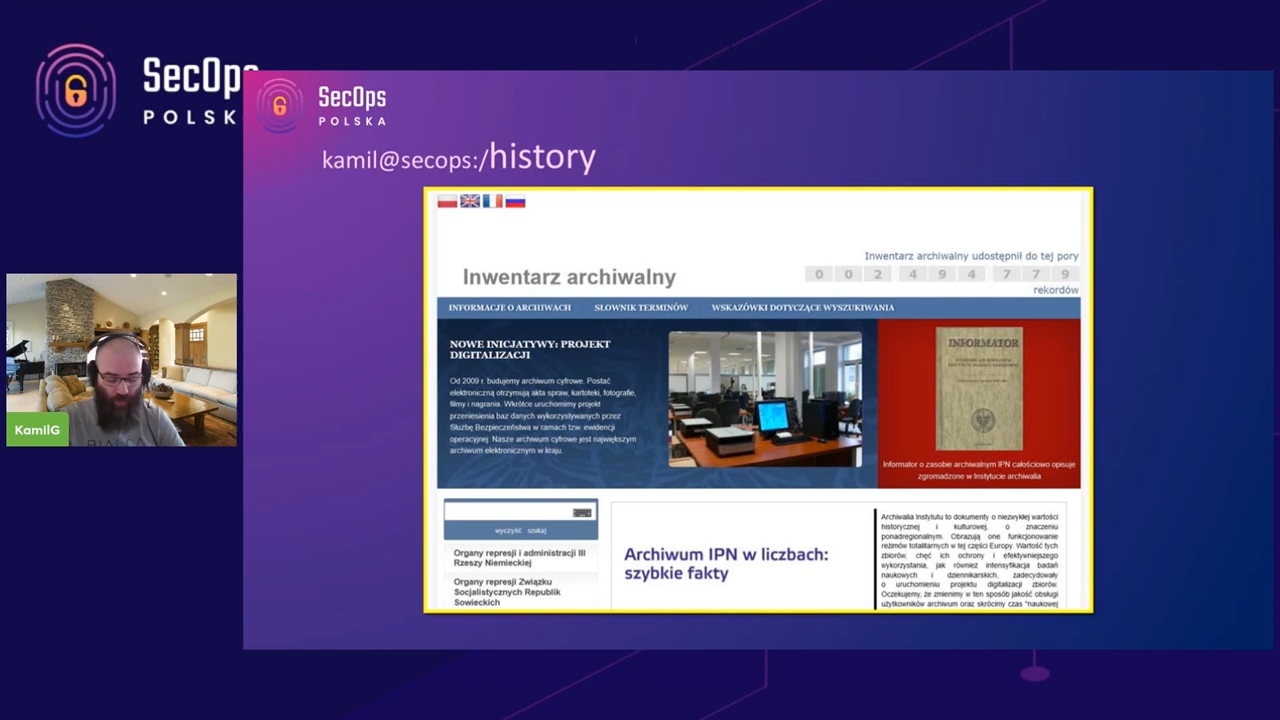 SecOps
POLSK
SecOps
POLSKA
kamil@secops:/history
Inwentarz archiwalny udostępnił do tej pory
Inwentarz archiwalny
0 0 2 4 9 4 7 7 9
rekordów
INFORMACJE O ARCHIWACH SŁOWNIK TERMINÓW WSKAZÓWKI DOTYCZĄCE WYSZUKIWANIA
NOWE INICJATYWY: PROJEKT
DIGITALIZACJI
Od 2009 r. budujemy archiwum cyfrowe. Postać
elektroniczną otrzymują akta spraw, kartoteki, fotografie,
filmy i nagrania. Wkrótce uruchomimy projekt
przeniesienia baz danych wykorzystywanych przez
Służbę Bezpieczeństwa w ramach tzw. ewidencji
operacyjnej. Nasze archiwum cyfrowe jest największym
archiwum elektronicznym w kraju.
INFORMATOR
Informator o zasobie archiwalnym IPN całościowo opisuje
zgromadzone w Instytucie archiwalia
wyczyść szukaj
Organy represji i administracji III
Rzeszy Niemieckiej
Organy represji Związku
Socjalistycznych Republik
Sowieckich
Archiwum IPN w liczbach:
szybkie fakty
Archiwalia Instytutu to dokumenty o niezwykłej wartości
historycznej i kulturowej, o znaczeniu
ponadregionalnym. Obrazują one funkcjonowanie
reżimów totalitarnych w tej części Europy. Wartość tych
zbiorów, chęć ich ochrony i efektywniejszego
wykorzystania, jak również intensyfikacja badań
naukowych i dziennikarskich, zadecydowały
o uruchomieniu projektu digitalizacji zbiorów.
Oczekujemy, że zmienimy w ten sposób jakość obsługi
użytkowników archiwum oraz skrócimy czas "naukowej
KamilG